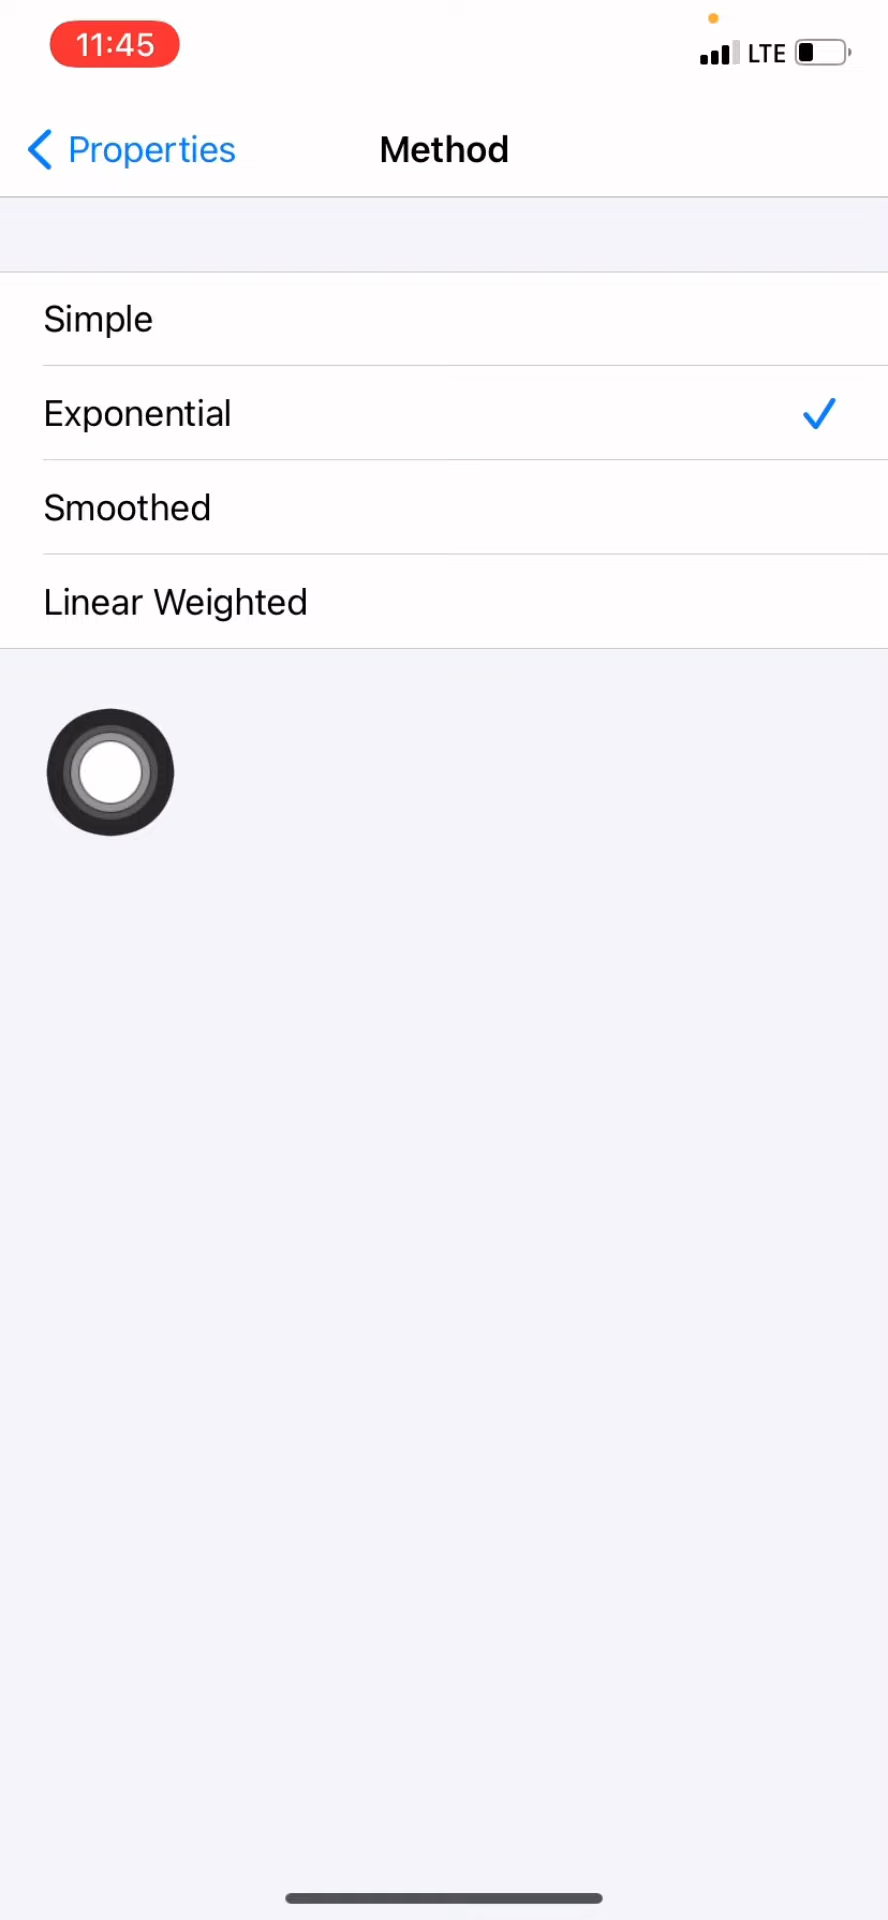 11:45
LTE
Properties
Method
Simple
Exponential
Smoothed
Linear Weighted